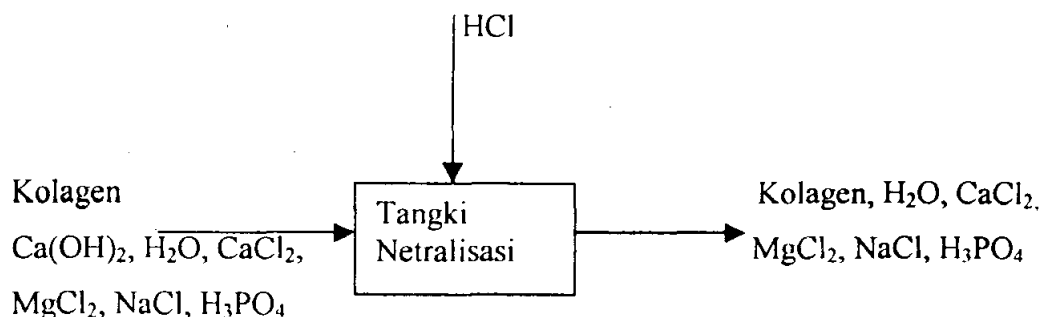 HCl
Kolagen
Ca(OH)₂, H₂O, CaCl₂,
MgCl₂, NaCl, H₃PO₄
Tangki
Netralisasi
Kolagen, H₂O, CaCl₂,
MgCl₂, NaCl, H₃PO₄